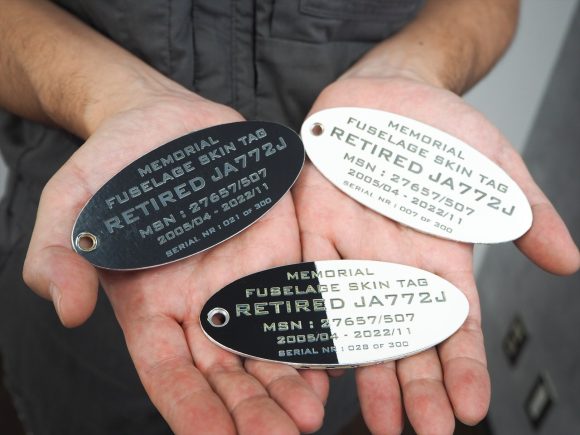 MEMORIAL
FUSELAGE SKIN TAG
RETIRED JA772J
MSN : 27657/507
2005/04 - 2022/11
SERIAL NR : 021 OF 300
MEMORIAL
FUSELAGE SKIN TAG
RETIRED JA772J
MSN : 27657/507
2005/04 - 2022/11
SERIAL NR : 007 OF 300
MEMORIAL
FUSELAGE SKIN TAG
RETIRED JA772J
MSN : 27657/507
2005/04 - 2022/11
SERIAL NR : 028 OF 300